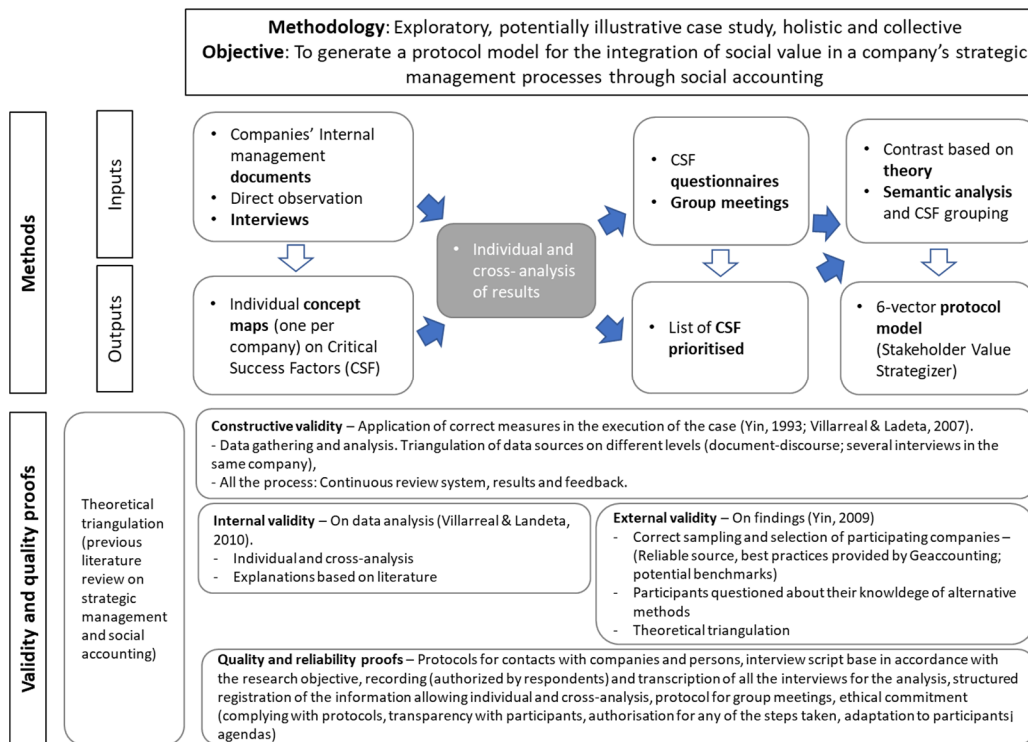 Methodology: Exploratory, potentially illustrative case study, holistic and collective
Objective: To generate a protocol model for the integration of social value in a company's strategic
management processes through social accounting
Methods
Inputs
• Companies' Internal
management
documents
• Direct observation
• Interviews
• CSF
questionnaires
• Group meetings
• Contrast based on
theory
• Semantic analysis
and CSF grouping
• Individual and
cross- analysis
of results
Outputs
• Individual concept
maps (one per
company) on Critical
Success Factors (CSF)
• List of CSF
prioritised
• 6-vector protocol
model
(Stakeholder Value
Strategizer)
Validity and quality proofs
Theoretical
triangulation
(previous
literature
review on
strategic
management
and social
accounting)
Constructive validity – Application of correct measures in the execution of the case (Yin, 1993; Villarreal & Ladeta, 2007).
- Data gathering and analysis. Triangulation of data sources on different levels (document-discourse; several interviews in the
same company),
- All the process: Continuous review system, results and feedback.
Internal validity – On data analysis (Villarreal & Landeta,
2010).
- Individual and cross-analysis
- Explanations based on literature
External validity – On findings (Yin, 2009)
- Correct sampling and selection of participating companies –
(Reliable source, best practices provided by Geaccounting;
potential benchmarks)
- Participants questioned about their knowldege of alternative
methods
- Theoretical triangulation
Quality and reliability proofs – Protocols for contacts with companies and persons, interview script base in accordance with
the research objective, recording (authorized by respondents) and transcription of all the interviews for the analysis, structured
registration of the information allowing individual and cross-analysis, protocol for group meetings, ethical commitment
(complying with protocols, transparency with participants, authorisation for any of the steps taken, adaptation to participants¡
agendas)